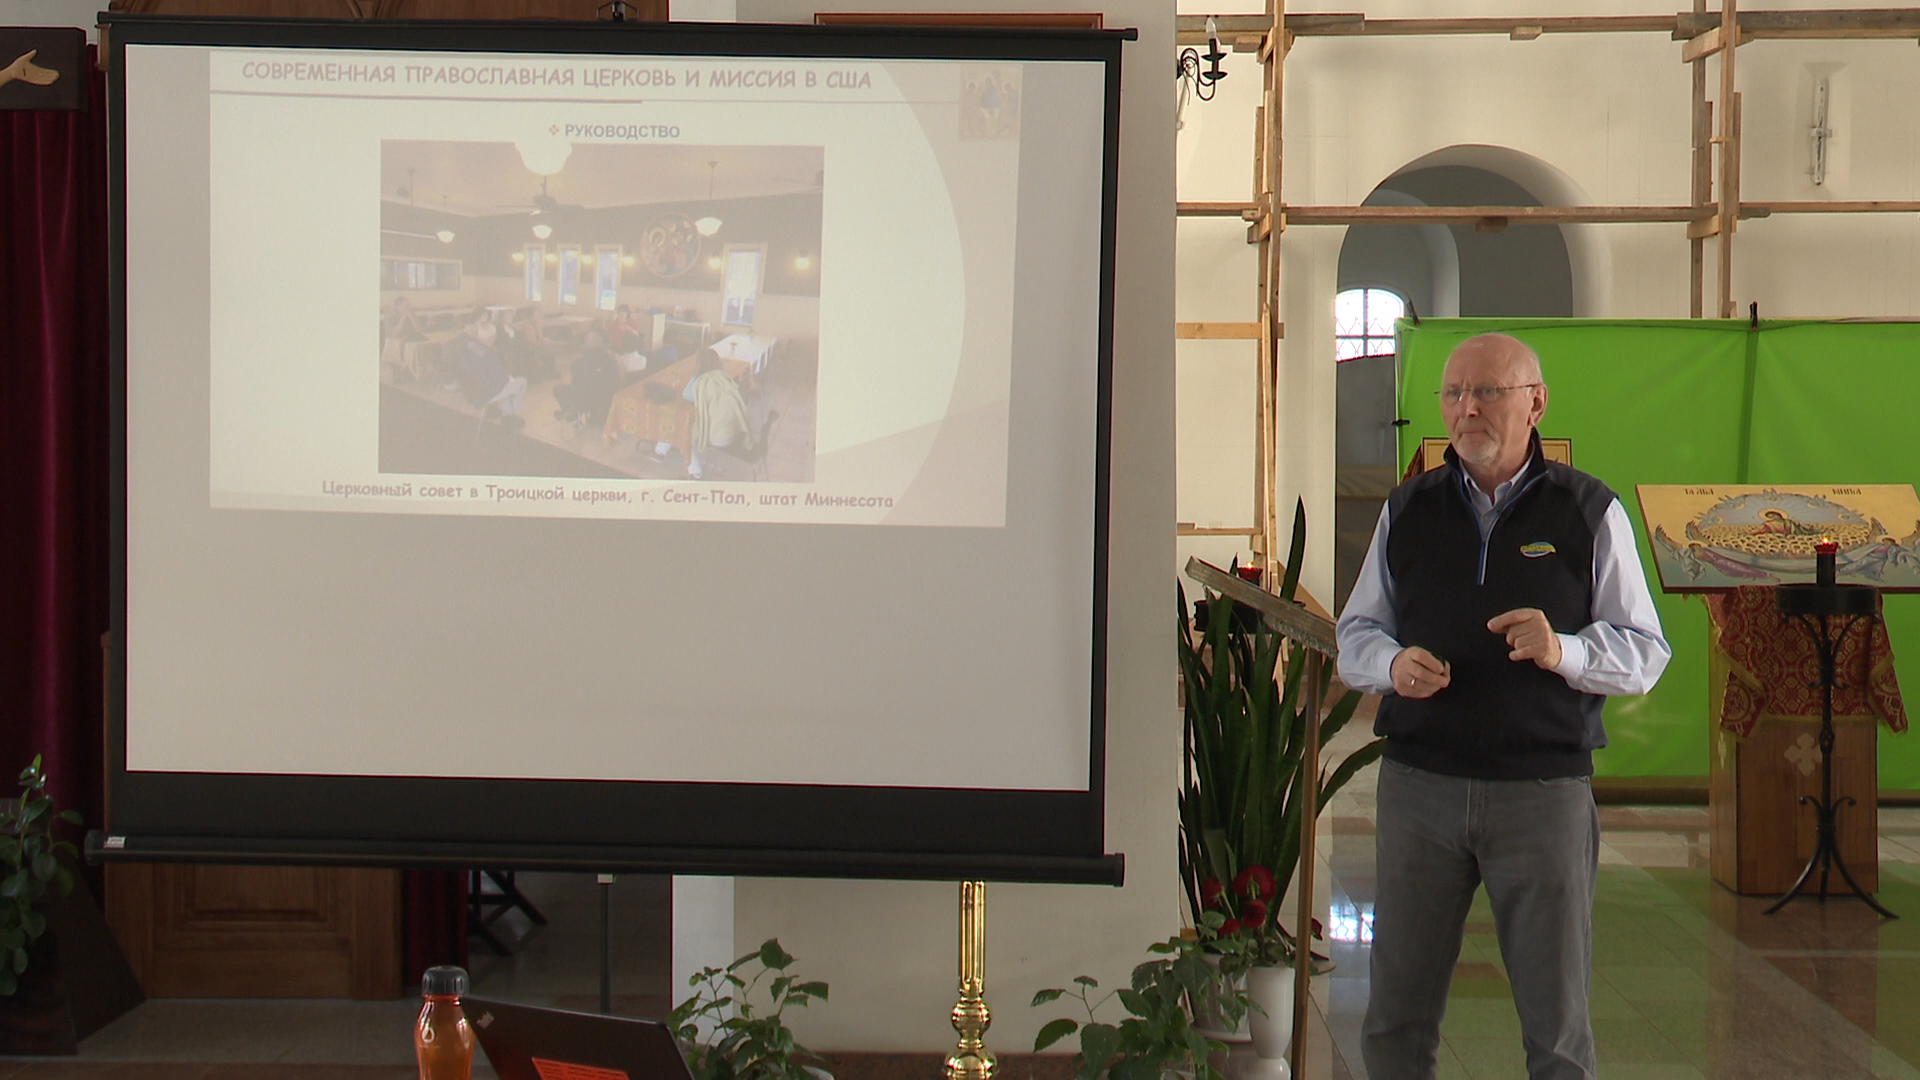 СОВРЕМЕННАЯ ПРАВОСЛАВНАЯ ЦЕРКОВЬ И МИССИЯ В США
РУКОВОДСТВО
Церковный совет в Троицкой церкви, г. Сент-Пол, штат Миннесота